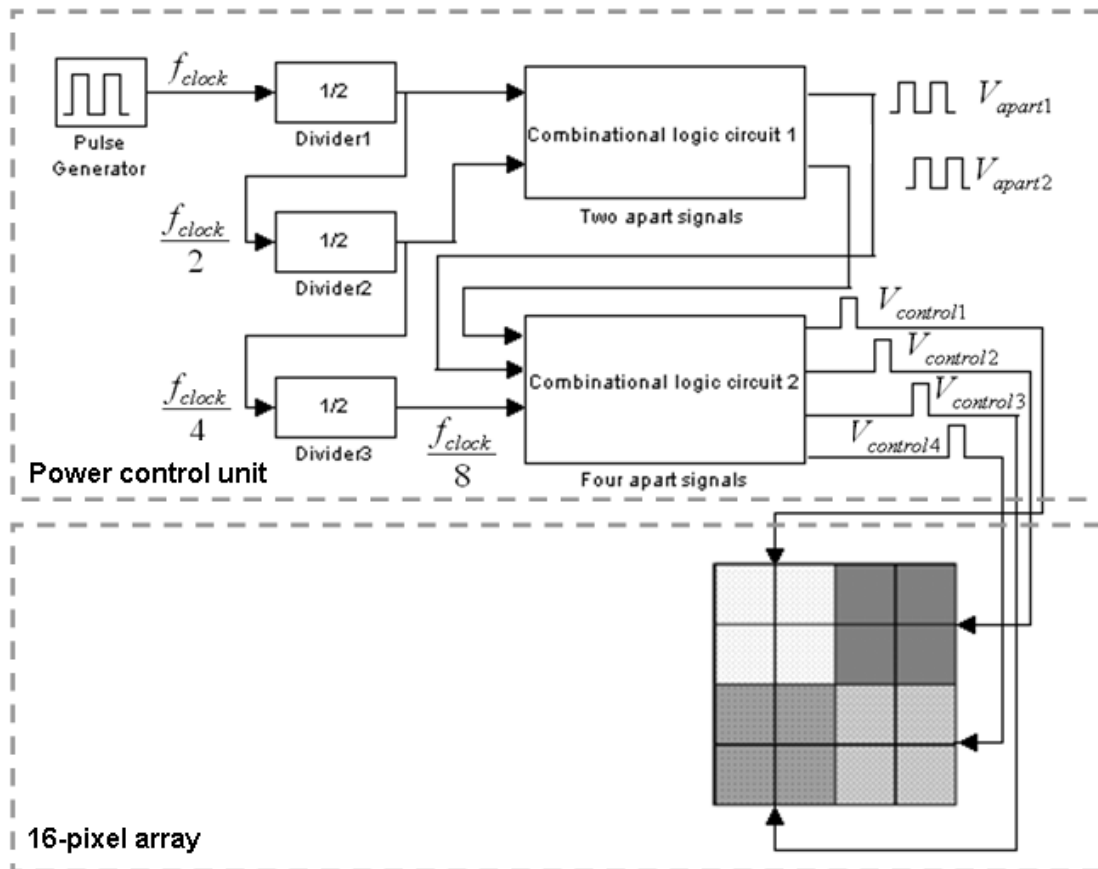 f_clock
Pulse
Generator
1/2
Divider1
Combinational logic circuit 1
Two apart signals
V_apart1
V_apart2
f_clock
2
1/2
Divider2
f_clock
4
1/2
Divider3
f_clock
8
Combinational logic circuit 2
Four apart signals
V_control1
V_control2
V_control3
V_control4
Power control unit
16-pixel array